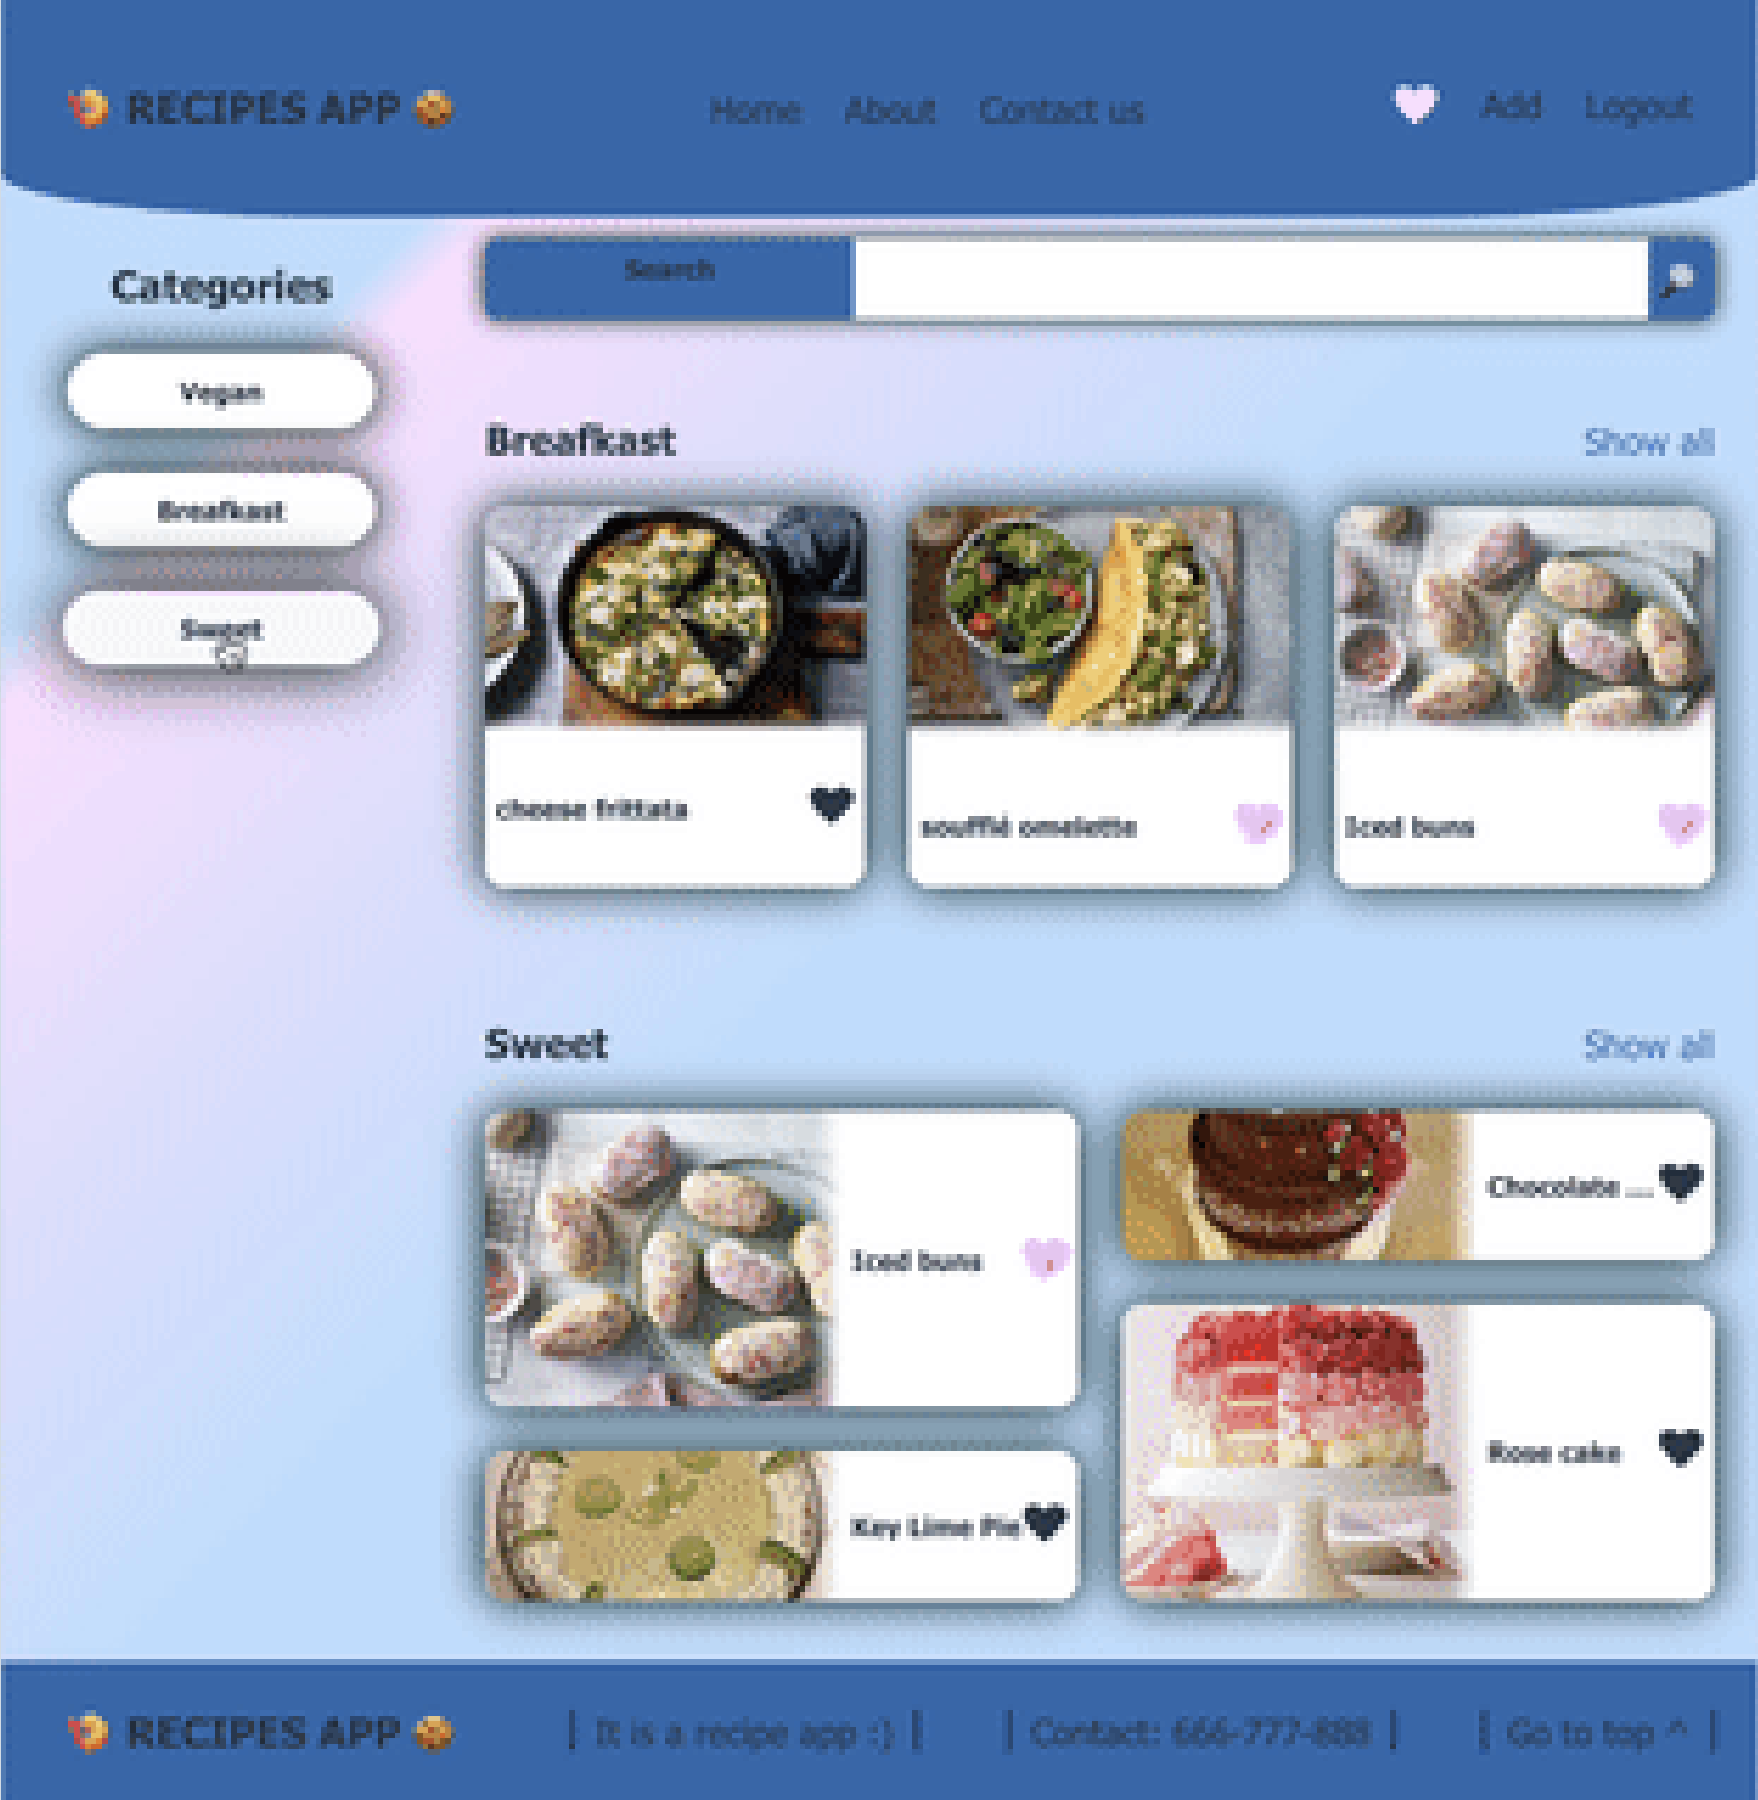 RECIPES APP
Home About Contact us
Add Logout
Search
Categories
Vegan
Breafkast
Sweet
Breafkast
Show all
cheese frittata
soufflé omelette
Iced buns
Sweet
Show all
Iced buns
Chocolate ...
Key Lime Pie
Rose cake
RECIPES APP
| It is a recipe app :) |
| Contact: 666-777-888 |
| Go to top ^ |